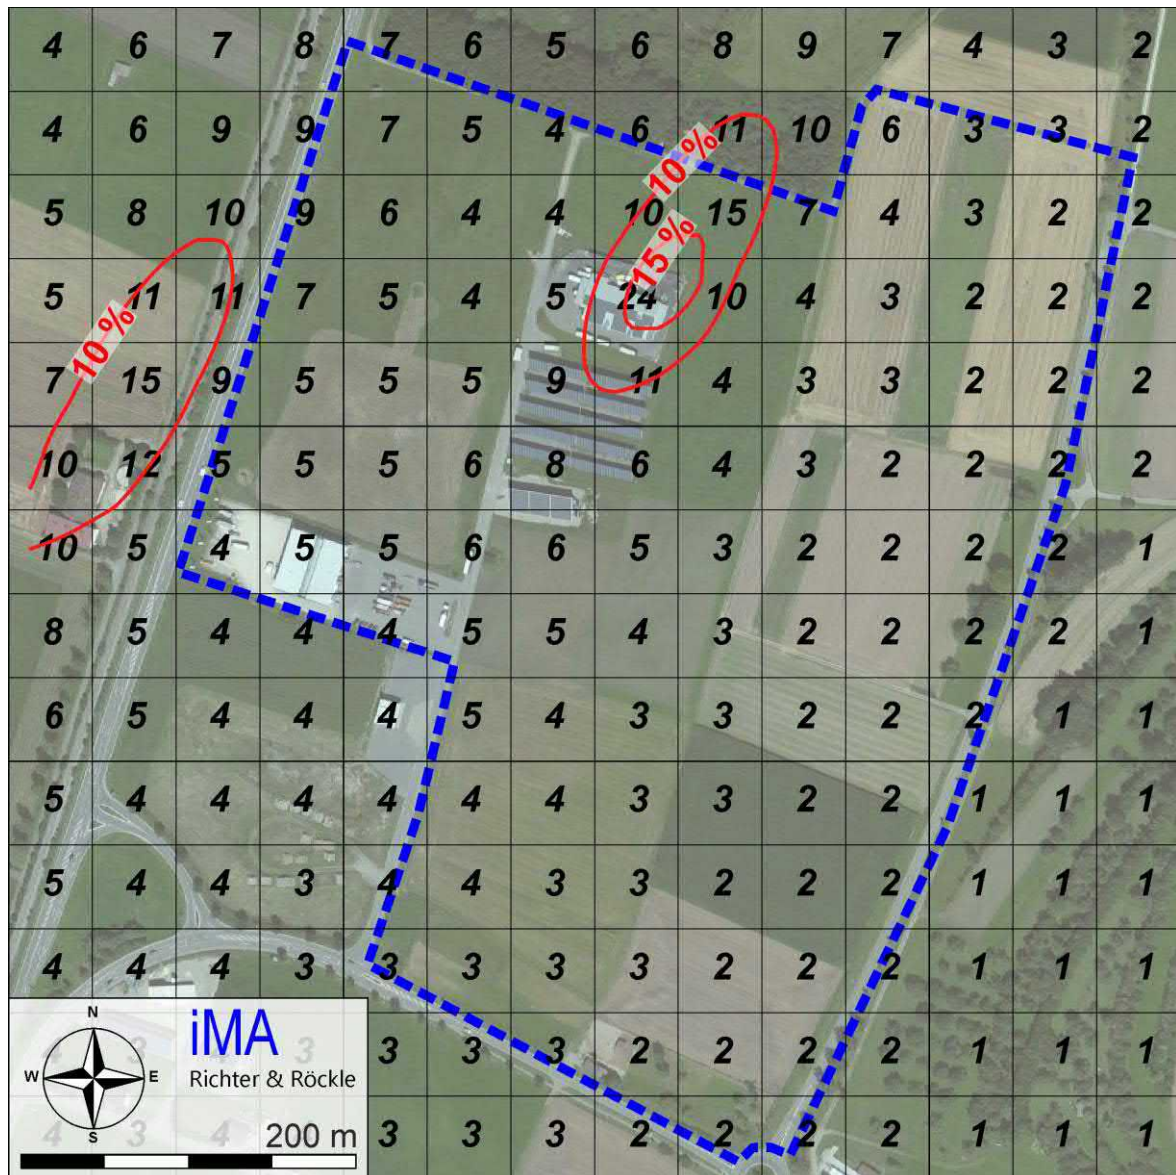 4 6 7 8 7 6 5 6 8 9 7 4 3 2
4 6 9 9 7 5 4 6 11 10 6 3 3 2
10 %
5 8 10 9 6 4 4 10 15 7 4 3 2 2
15 %
5 11 11 7 5 4 5 24 10 4 3 2 2 2
10 %
7 15 9 5 5 5 9 11 4 3 3 2 2 2
10 12 5 5 5 6 8 6 4 3 2 2 2 2
10 5 4 5 5 6 6 5 3 2 2 2 2 1
8 5 4 4 4 5 5 4 3 2 2 2 2 1
6 5 4 4 4 5 4 3 3 2 2 2 1 1
5 4 4 4 4 4 4 3 3 2 2 1 1 1
5 4 4 3 4 4 3 3 2 2 2 1 1 1
4 4 4 3 3 3 3 3 2 2 2 1 1 1
N
iMA
3 3 3 3 2 2 2 2 2 1 1 1
W E
Richter & Röckle
S
4 3 4
200 m
3 3 3 2 2 2 2 1 1 1